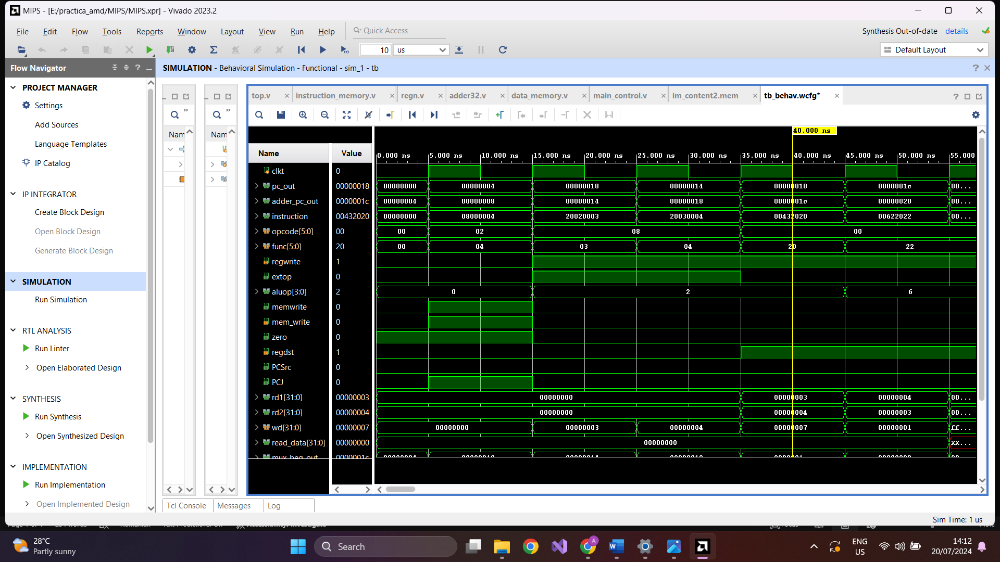 MIPS - [E:/practica_amd/MIPS/MIPS.xpr] - Vivado 2023.2
File Edit Flow Tools Reports Window Layout View Run Help Quick Access
Synthesis Out-of-date details
10 us
Default Layout
Flow Navigator
SIMULATION - Behavioral Simulation - Functional - sim_1 - tb
PROJECT MANAGER
Settings
Add Sources
Language Templates
IP Catalog
IP INTEGRATOR
Create Block Design
Open Block Design
Generate Block Design
SIMULATION
Run Simulation
RTL ANALYSIS
Run Linter
Open Elaborated Design
SYNTHESIS
Run Synthesis
Open Synthesized Design
IMPLEMENTATION
Run Implementation
Open Implemented Design
Nam
Nam
top.v instruction_memory.v regn.v adder32.v data_memory.v main_control.v im_content2.mem tb_behav.wcfg*
40.000 ns
Name Value
0.000 ns 5.000 ns 10.000 ns 15.000 ns 20.000 ns 25.000 ns 30.000 ns 35.000 ns 40.000 ns 45.000 ns 50.000 ns 55.000
clkt 0
pc_out 00000018 00000000 00000004 00000010 00000014 00000018 0000001c 00...
adder_pc_out 0000001c 00000004 00000008 00000014 00000018 0000001c 00000020 00...
instruction 00432020 00000000 08000004 20020003 20030004 00432020 00622022 00...
opcode[5:0] 00 00 02 08 00
func[5:0] 20 00 04 03 04 20 22
regwrite 1
extop 0
aluop[3:0] 2 0 2 6
memwrite 0
mem_write 0
zero 0
regdst 1
PCSrc 0
PCJ 0
rd1[31:0] 00000003 00000000 00000003 00000004 00...
rd2[31:0] 00000004 00000000 00000004 00000003 00...
wd[31:0] 00000007 00000000 00000003 00000004 00000007 00000001 ff...
read_data[31:0] 00000000 00000000 XX...
mux_beq_out 0000001c
Tcl Console Messages Log
Sim Time: 1 us
28°C
Partly sunny
Search
ENG
US
14:12
20/07/2024